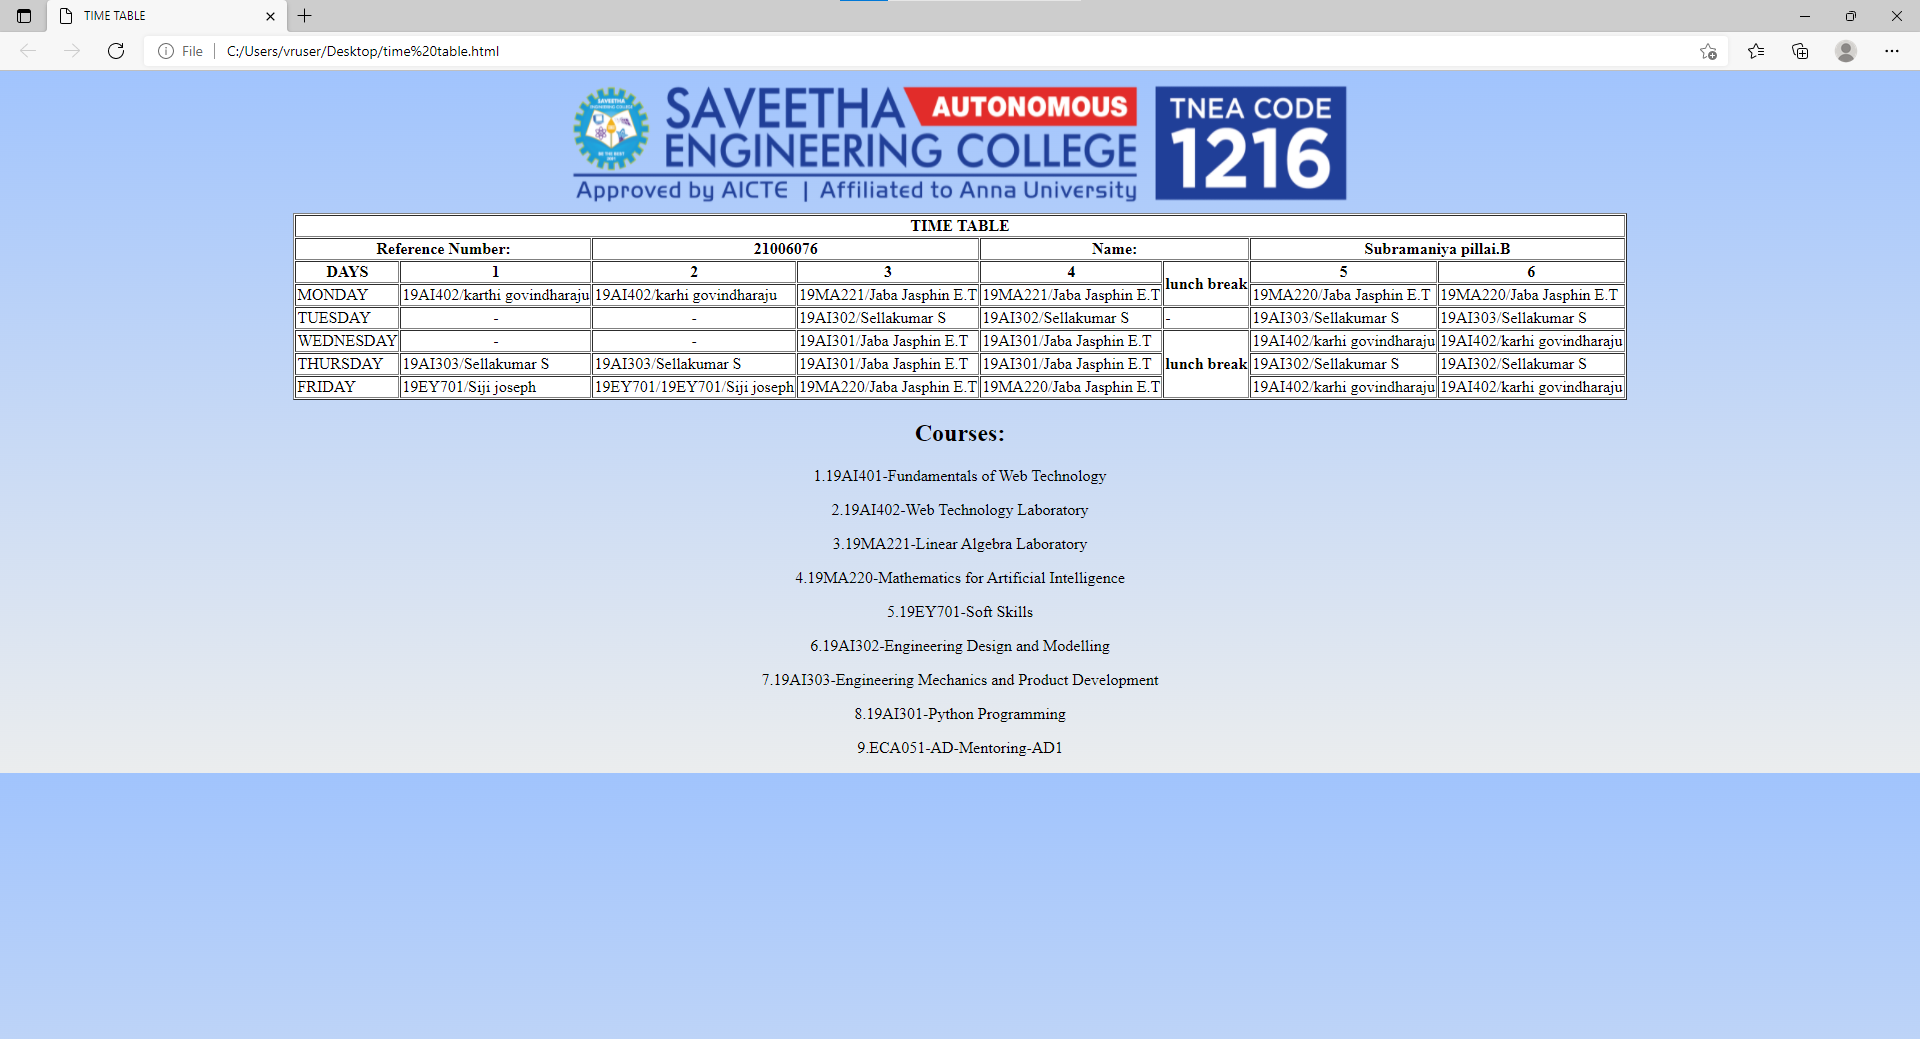 TIME TABLE
File
C:/Users/vruser/Desktop/time%20table.html
SAVEETHA AUTONOMOUS
ENGINEERING COLLEGE
Approved by AICTE | Affiliated to Anna University
TNEA CODE
1216
SAVEETHA
TIME TABLE
Reference Number: 21006076 Name: Subramaniya pillai.B
DAYS 1 2 3 4 lunch break 5 6
MONDAY 19AI402/karthi govindharaju 19AI402/karhi govindharaju 19MA221/Jaba Jasphin E.T 19MA221/Jaba Jasphin E.T 19MA220/Jaba Jasphin E.T 19MA220/Jaba Jasphin E.T
TUESDAY - - 19AI302/Sellakumar S 19AI302/Sellakumar S - 19AI303/Sellakumar S 19AI303/Sellakumar S
WEDNESDAY - - 19AI301/Jaba Jasphin E.T 19AI301/Jaba Jasphin E.T lunch break 19AI402/karhi govindharaju 19AI402/karhi govindharaju
THURSDAY 19AI303/Sellakumar S 19AI303/Sellakumar S 19AI301/Jaba Jasphin E.T 19AI301/Jaba Jasphin E.T 19AI302/Sellakumar S 19AI302/Sellakumar S
FRIDAY 19EY701/Siji joseph 19EY701/19EY701/Siji joseph 19MA220/Jaba Jasphin E.T 19MA220/Jaba Jasphin E.T 19AI402/karhi govindharaju 19AI402/karhi govindharaju
Courses:
1.19AI401-Fundamentals of Web Technology
2.19AI402-Web Technology Laboratory
3.19MA221-Linear Algebra Laboratory
4.19MA220-Mathematics for Artificial Intelligence
5.19EY701-Soft Skills
6.19AI302-Engineering Design and Modelling
7.19AI303-Engineering Mechanics and Product Development
8.19AI301-Python Programming
9.ECA051-AD-Mentoring-AD1